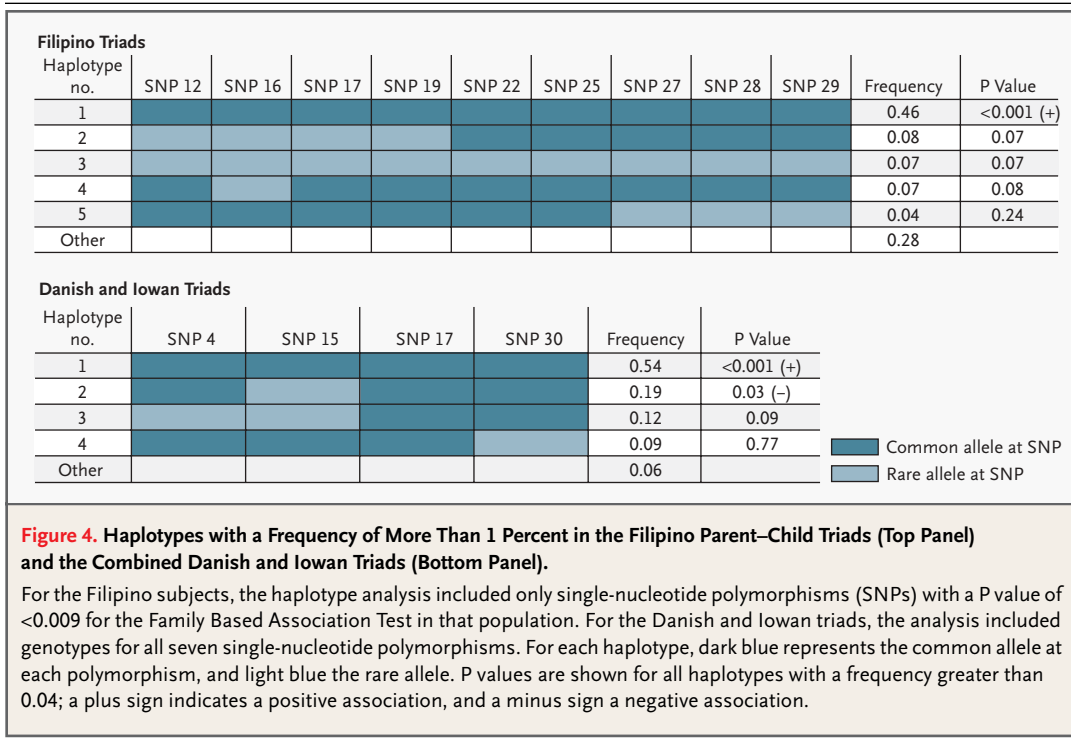 Filipino Triads
Haplotype no. SNP 12 SNP 16 SNP 17 SNP 19 SNP 22 SNP 25 SNP 27 SNP 28 SNP 29 Frequency P Value
1 0.46 <0.001 (+)
2 0.08 0.07
3 0.07 0.07
4 0.07 0.08
5 0.04 0.24
Other 0.28
Danish and Iowan Triads
Haplotype no. SNP 4 SNP 15 SNP 17 SNP 30 Frequency P Value
1 0.54 <0.001 (+)
2 0.19 0.03 (–)
3 0.12 0.09
4 0.09 0.77
Other 0.06
Common allele at SNP
Rare allele at SNP
Figure 4. Haplotypes with a Frequency of More Than 1 Percent in the Filipino Parent–Child Triads (Top Panel)
and the Combined Danish and Iowan Triads (Bottom Panel).
For the Filipino subjects, the haplotype analysis included only single-nucleotide polymorphisms (SNPs) with a P value of
<0.009 for the Family Based Association Test in that population. For the Danish and Iowan triads, the analysis included
genotypes for all seven single-nucleotide polymorphisms. For each haplotype, dark blue represents the common allele at
each polymorphism, and light blue the rare allele. P values are shown for all haplotypes with a frequency greater than
0.04; a plus sign indicates a positive association, and a minus sign a negative association.